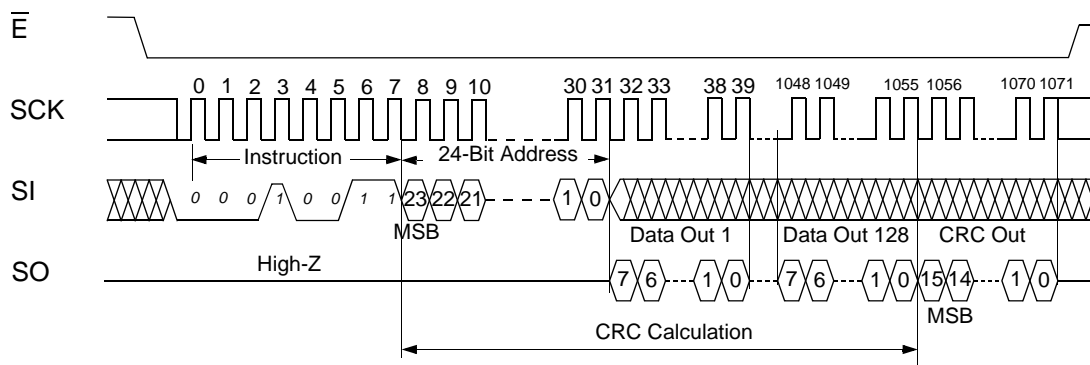 E
0 1 2 3 4 5 6 7 8 9 10 30 31 32 33 38 39 1048 1049 1055 1056 1070 1071
SCK
Instruction 24-Bit Address
SI 0 0 0 1 0 0 1 1 23 22 21 1 0
MSB Data Out 1 Data Out 128 CRC Out
High-Z
SO 7 6 1 0 7 6 1 0 15 14 1 0
MSB
CRC Calculation